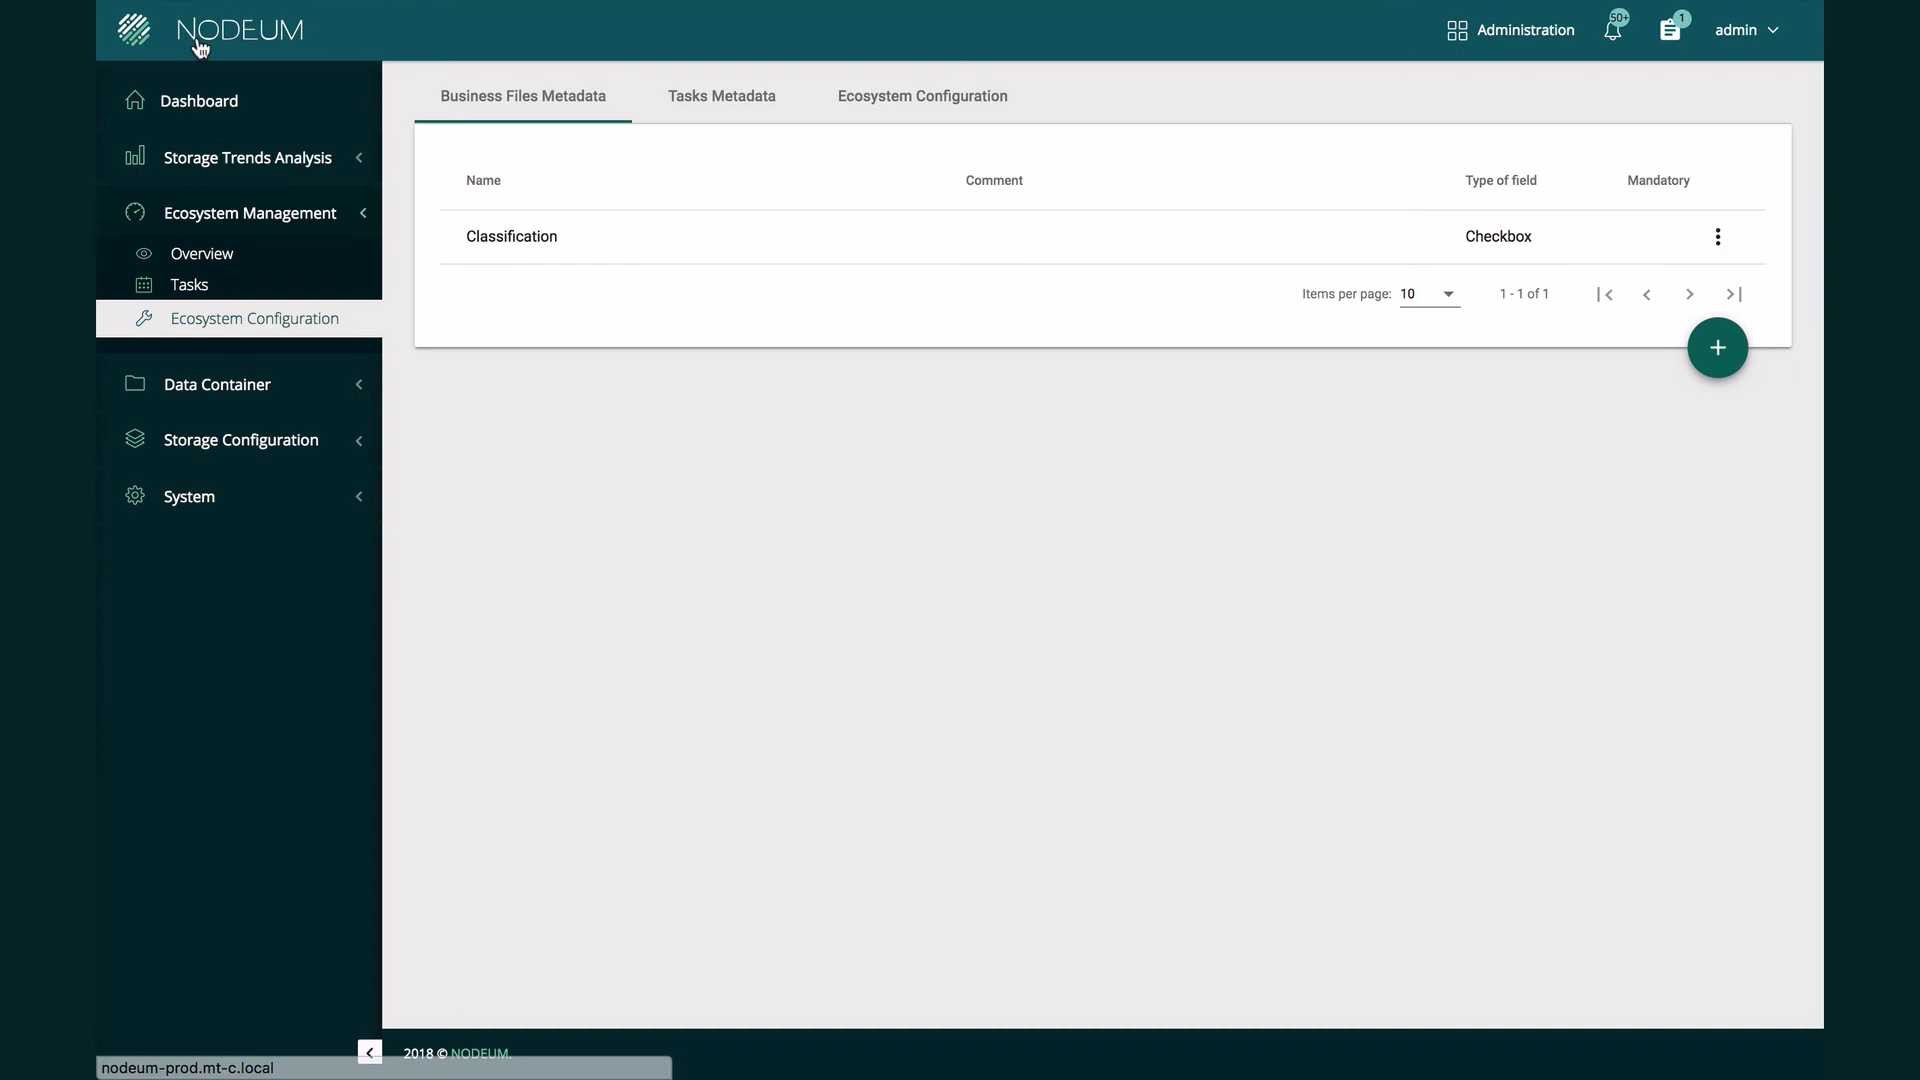 NODEUM
Administration
50+
1
admin
Dashboard
Storage Trends Analysis
Ecosystem Management
Overview
Tasks
Ecosystem Configuration
Data Container
Storage Configuration
System
Business Files Metadata
Tasks Metadata
Ecosystem Configuration
Name Comment Type of field Mandatory
Classification Checkbox
Items per page: 10 1 - 1 of 1
+
2018 © NODEUM.
nodeum-prod.mt-c.local